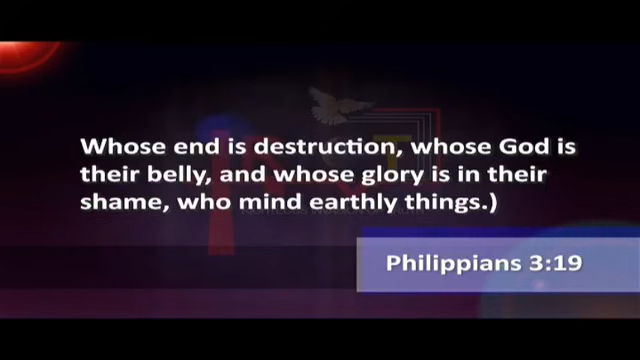 Whose end is destruction, whose God is
their belly, and whose glory is in their
shame, who mind earthly things.)
Philippians 3:19